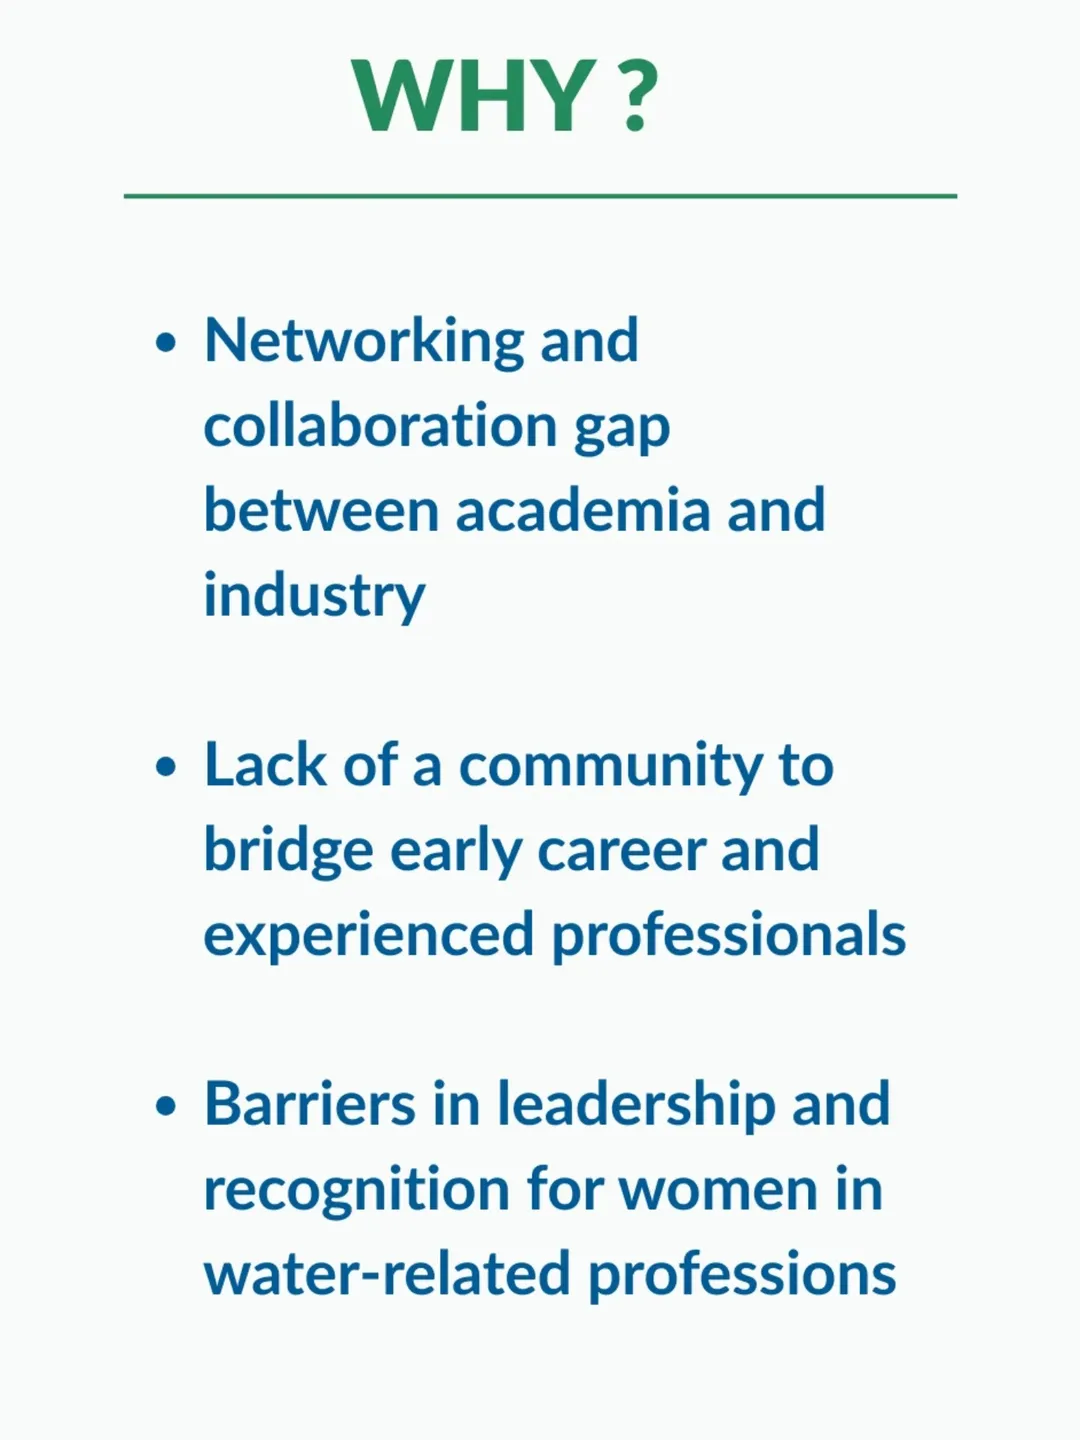 WHY ?
• Networking and
collaboration gap
between academia and
industry
• Lack of a community to
bridge early career and
experienced professionals
• Barriers in leadership and
recognition for women in
water-related professions